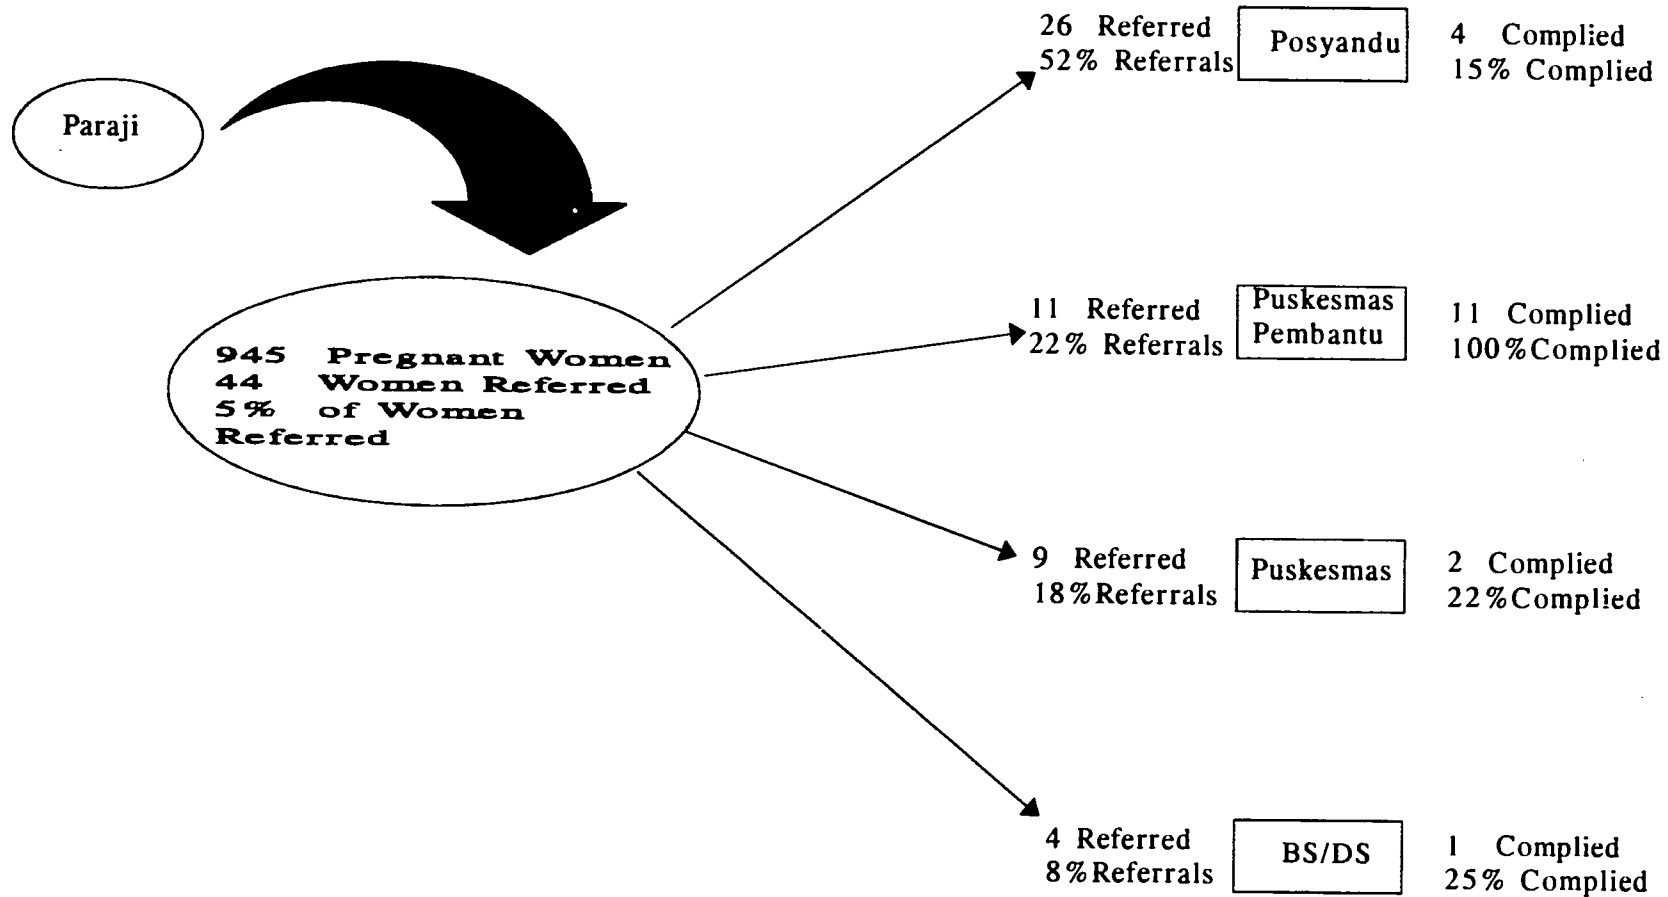 Paraji
945 Pregnant Women
44 Women Referred
5% of Women
Referred
26 Referred
52% Referrals
Posyandu
4 Complied
15% Complied
11 Referred
22% Referrals
Puskesmas
Pembantu
11 Complied
100%Complied
9 Referred
18%Referrals
Puskesmas
2 Complied
22%Complied
4 Referred
8%Referrals
BS/DS
1 Complied
25% Complied